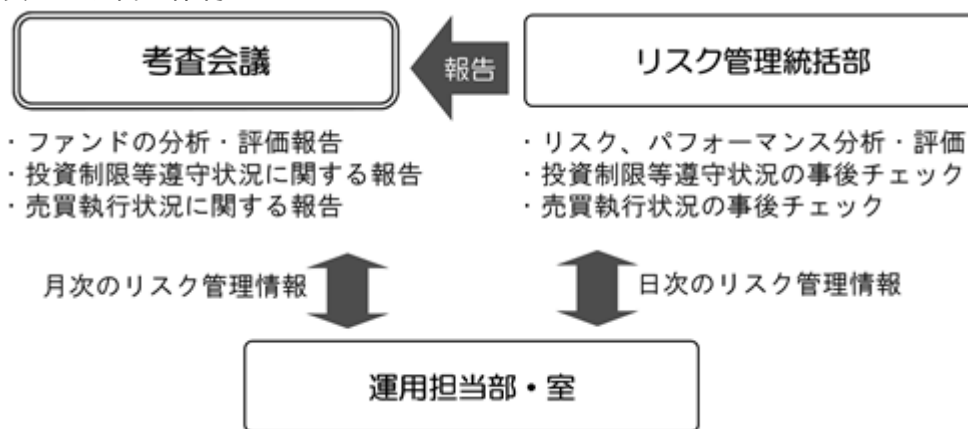 考査会議
報告
リスク管理統括部
・ファンドの分析・評価報告
・投資制限等遵守状況に関する報告
・売買執行状況に関する報告
・リスク、パフォーマンス分析・評価
・投資制限等遵守状況の事後チェック
・売買執行状況の事後チェック
月次のリスク管理情報
日次のリスク管理情報
運用担当部・室